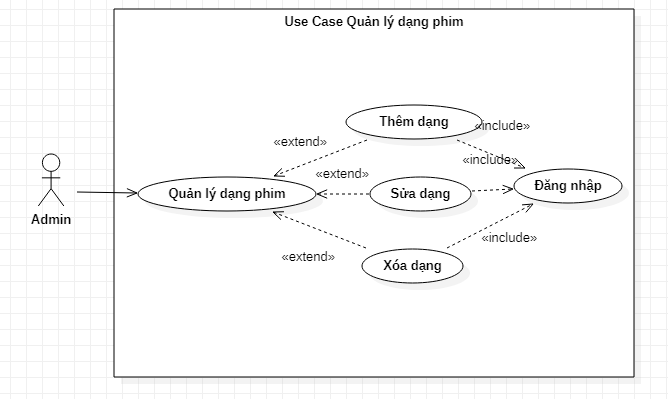 Use Case Quản lý dạng phim
Thêm dạng
«include»
«extend»
«include»
«extend»
Quản lý dạng phim
Sửa dạng
Đăng nhập
Admin
«include»
«extend»
Xóa dạng